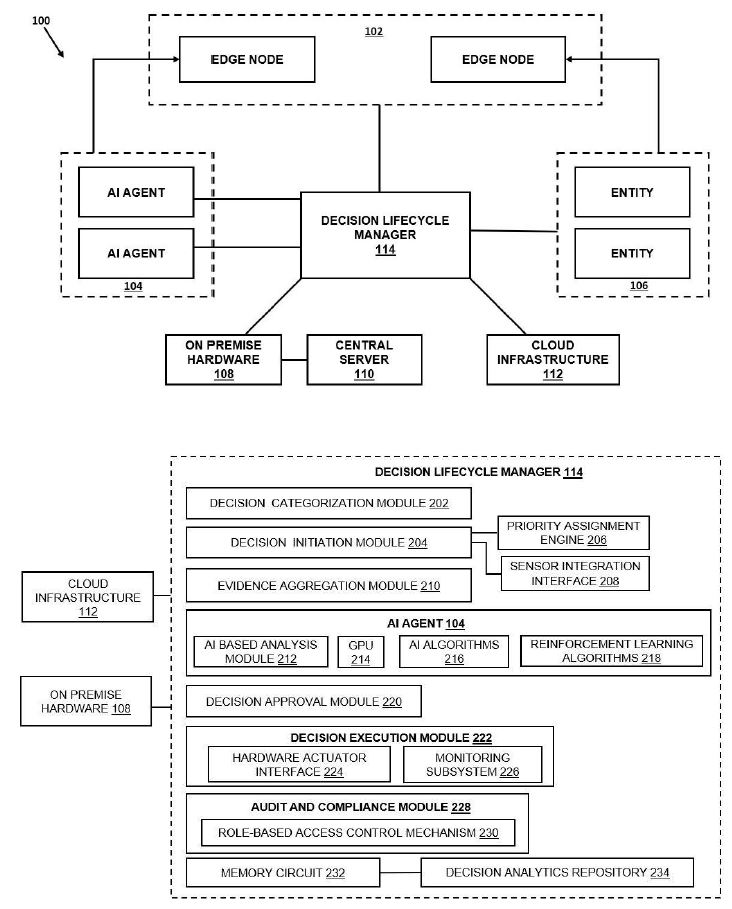 100
102
EDGE NODE
EDGE NODE
AI AGENT
AI AGENT
104
DECISION LIFECYCLE
MANAGER
114
ENTITY
ENTITY
106
ON PREMISE
HARDWARE
108
CENTRAL
SERVER
110
CLOUD
INFRASTRUCTURE
112
DECISION LIFECYCLE MANAGER 114
DECISION CATEGORIZATION MODULE 202
DECISION INITIATION MODULE 204
PRIORITY ASSIGNMENT
ENGINE 206
SENSOR INTEGRATION
INTERFACE 208
EVIDENCE AGGREGATION MODULE 210
CLOUD
INFRASTRUCTURE
112
AI AGENT 104
AI BASED ANALYSIS
MODULE 212
GPU
214
AI ALGORITHMS
216
REINFORCEMENT LEARNING
ALGORITHMS 218
ON PREMISE
HARDWARE 108
DECISION APPROVAL MODULE 220
DECISION EXECUTION MODULE 222
HARDWARE ACTUATOR
INTERFACE 224
MONITORING
SUBSYSTEM 226
AUDIT AND COMPLIANCE MODULE 228
ROLE-BASED ACCESS CONTROL MECHANISM 230
MEMORY CIRCUIT 232
DECISION ANALYTICS REPOSITORY 234